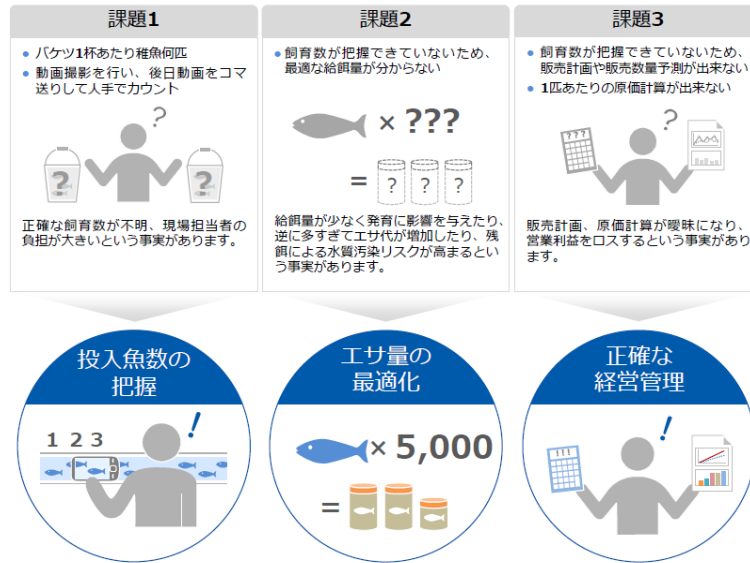 課題1
• バケツ1杯あたり稚魚何匹
• 動画撮影を行い、後日動画をコマ
送りして人手でカウント
?
? ?
正確な飼育数が不明、現場担当者の
負担が大きいという事実があります。
課題2
• 飼育数が把握できていないため、
最適な給餌量が分からない
× ???
= ? ? ?
給餌量が少なく発育に影響を与えたり、
逆に多すぎてエサ代が増加したり、残
餌による水質汚染リスクが高まるとい
う事実があります。
課題3
• 飼育数が把握できていないため、
販売計画や販売数量予測が出来ない
• 1匹あたりの原価計算が出来ない
?
???
販売計画、原価計算が曖昧になり、
営業利益をロスするという事実があり
ます。
投入魚数の
把握
!
1 2 3
エサ量の
最適化
× 5,000
=
正確な
経営管理
!
!!!